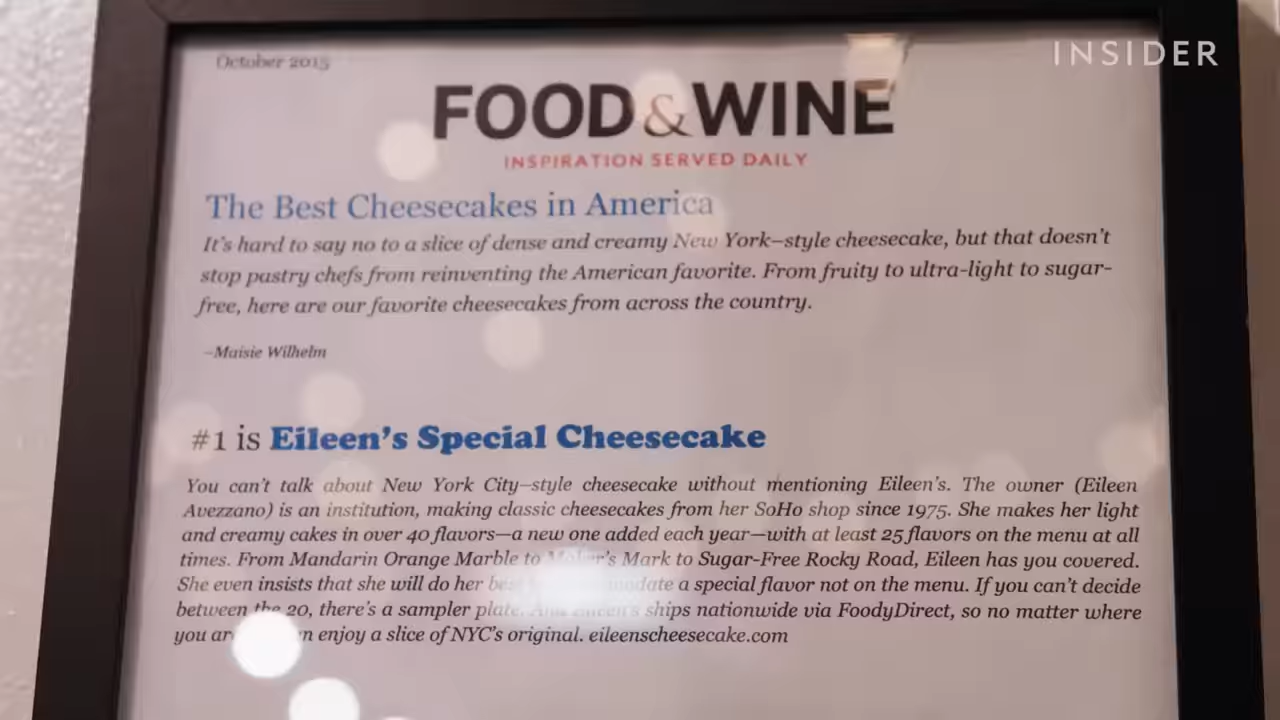 INSIDER
October 2015
FOOD & WINE
INSPIRATION SERVED DAILY
The Best Cheesecakes in America
It's hard to say no to a slice of dense and creamy New York–style cheesecake, but that doesn't
stop pastry chefs from reinventing the American favorite. From fruity to ultra-light to sugar-
free, here are our favorite cheesecakes from across the country.
–Maisie Wilhelm
#1 is Eileen's Special Cheesecake
You can't talk about New York City–style cheesecake without mentioning Eileen's. The owner (Eileen
Avezzano) is an institution, making classic cheesecakes from her SoHo shop since 1975. She makes her light
and creamy cakes in over 40 flavors—a new one added each year—with at least 25 flavors on the menu at all
times. From Mandarin Orange Marble to Maker's Mark to Sugar-Free Rocky Road, Eileen has you covered.
She even insists that she will do her a special flavor not on the menu. If you can't decide
between the 20, there's a sampler plate. And Eileen's ships nationwide via FoodyDirect, so no matter where
you enjoy a slice of NYC's original. eileenscheesecake.com